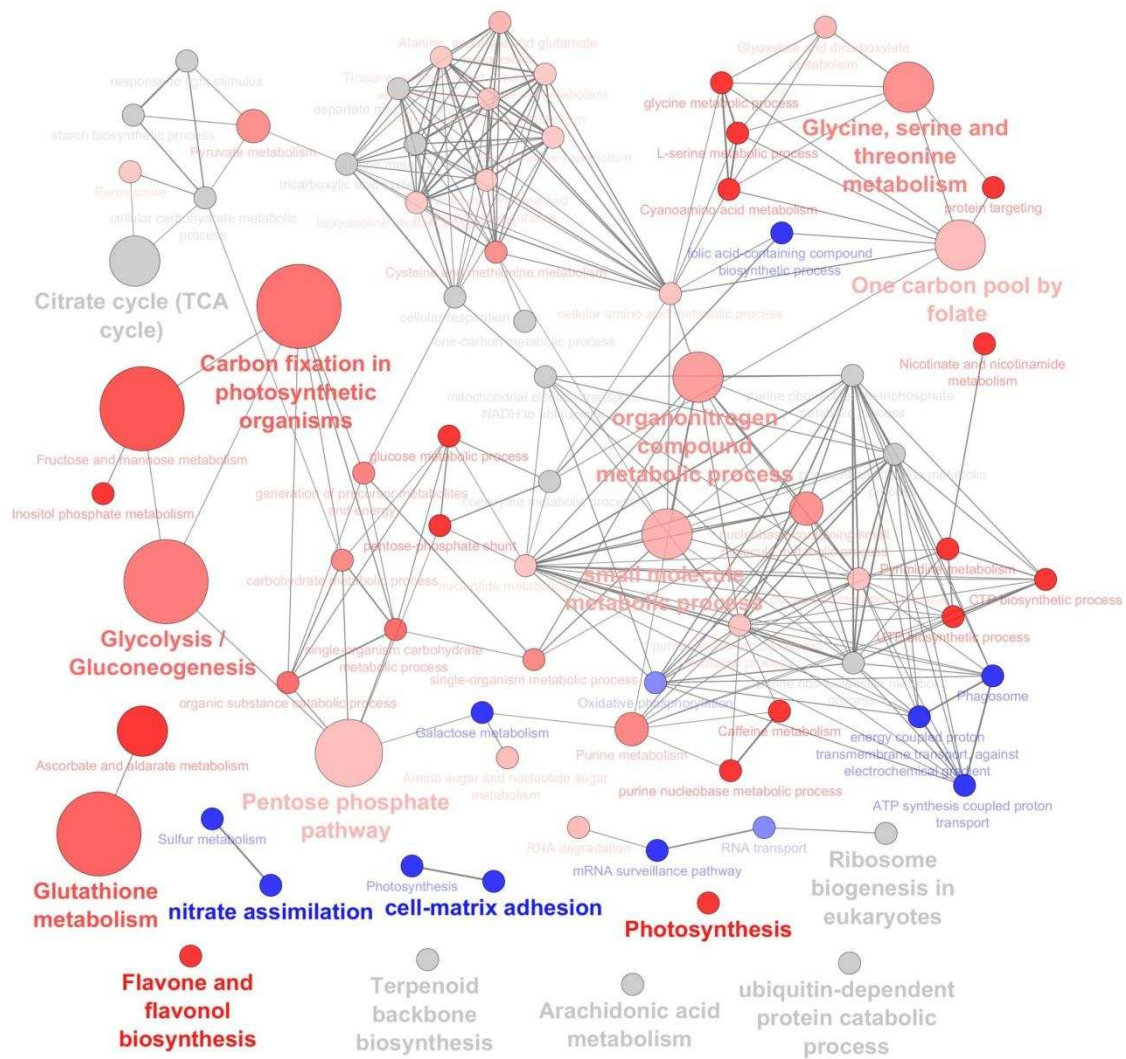 response to light stimulus
starch biosynthetic process
Pyruvate metabolism
cellular carbohydrate metabolic
process
Citrate cycle (TCA
cycle)
Alanine, and glutamate
tricarboxylic acid
Cysteine and methionine metabolism
cellular respiration
one-carbon metabolic process
cellular amino acid metabolic process
Glyoxylate and dicarboxylate
metabolism
glycine metabolic process
L-serine metabolic process
Cyanoamino acid metabolism
Glycine, serine and
threonine
metabolism
protein targeting
folic acid-containing compound
biosynthetic process
One carbon pool by
folate
Nicotinate and nicotinamide
metabolism
Carbon fixation in
photosynthetic
organisms
Fructose and mannose metabolism
Inositol phosphate metabolism
Glycolysis /
Gluconeogenesis
mitochondrial electron transport,
NADH to
organonitrogen
compound
metabolic process
glucose metabolic process
generation of precursor metabolites
and energy
coenzyme metabolic process
pentose-phosphate shunt
carbohydrate metabolic process
small molecule
metabolic process
Pyrimidine metabolism
CTP biosynthetic process
UTP biosynthetic process
single-organism carbohydrate
metabolic process
single-organism metabolic process
organic substance catabolic process
Oxidative phosphorylation
Phagosome
Galactose metabolism
Purine metabolism
Caffeine metabolism
energy coupled proton
transmembrane transport, against
electrochemical gradient
Amino sugar and nucleotide sugar
metabolism
purine nucleobase metabolic process
ATP synthesis coupled proton
transport
Ascorbate and aldarate metabolism
Pentose phosphate
pathway
Glutathione
metabolism
Sulfur metabolism
nitrate assimilation
Photosynthesis
cell-matrix adhesion
RNA degradation
mRNA surveillance pathway
RNA transport
Ribosome
biogenesis in
eukaryotes
Photosynthesis
Flavone and
flavonol
biosynthesis
Terpenoid
backbone
biosynthesis
Arachidonic acid
metabolism
ubiquitin-dependent
protein catabolic
process